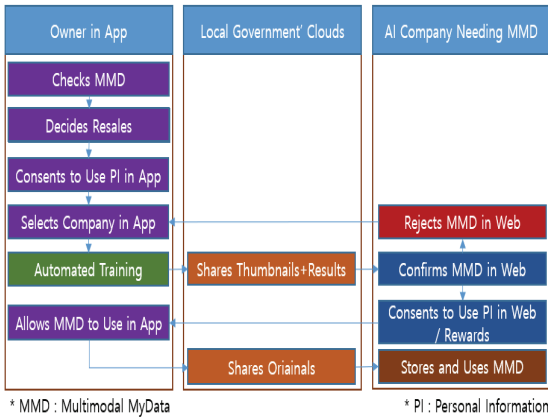 Owner in App
Local Government' Clouds
AI Company Needing MMD
Checks MMD
Decides Resales
Consents to Use PI in App
Selects Company in App
Rejects MMD in Web
Automated Training
Shares Thumbnails+Results
Confirms MMD in Web
Allows MMD to Use in App
Consents to Use PI in Web
/ Rewards
Shares Oriainals
Stores and Uses MMD
* MMD : Multimodal MyData
* PI : Personal Information